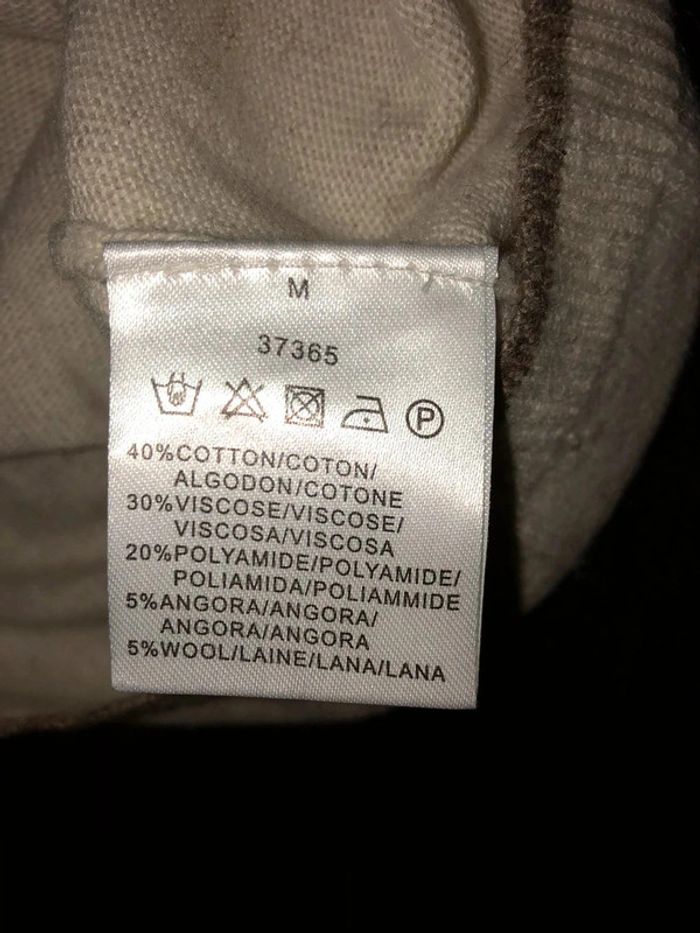 M
37365
P
40%COTTON/COTON/
ALGODON/COTONE
30%VISCOSE/VISCOSE/
VISCOSA/VISCOSA
20%POLYAMIDE/POLYAMIDE/
POLIAMIDA/POLIAMMIDE
5%ANGORA/ANGORA/
ANGORA/ANGORA
5%WOOL/LAINE/LANA/LANA